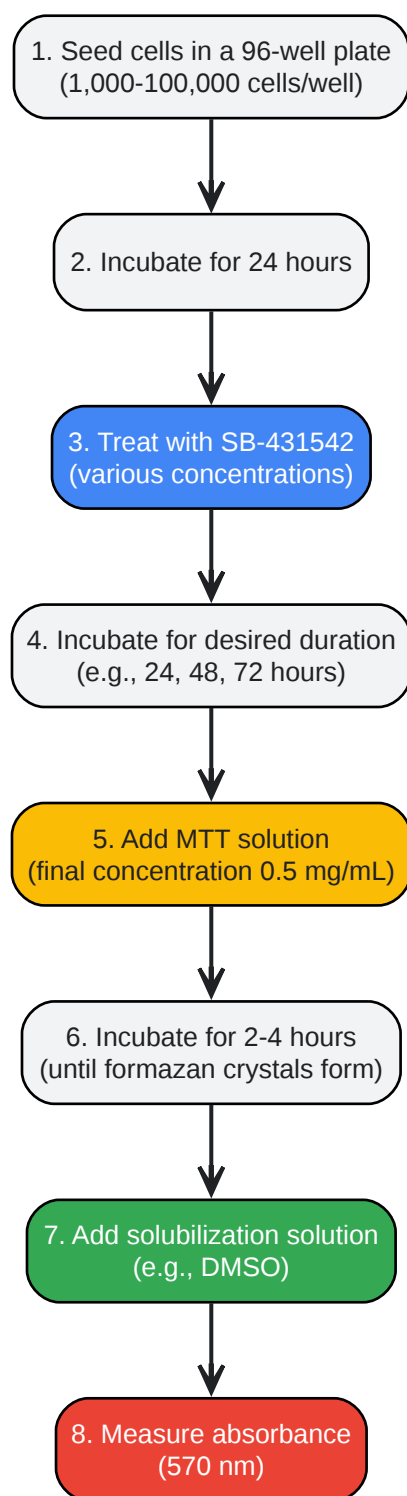 1. Seed cells in a 96-well plate
(1,000-100,000 cells/well)
2. Incubate for 24 hours
3. Treat with SB-431542
(various concentrations)
4. Incubate for desired duration
(e.g., 24, 48, 72 hours)
5. Add MTT solution
(final concentration 0.5 mg/mL)
6. Incubate for 2-4 hours
(until formazan crystals form)
7. Add solubilization solution
(e.g., DMSO)
8. Measure absorbance
(570 nm)